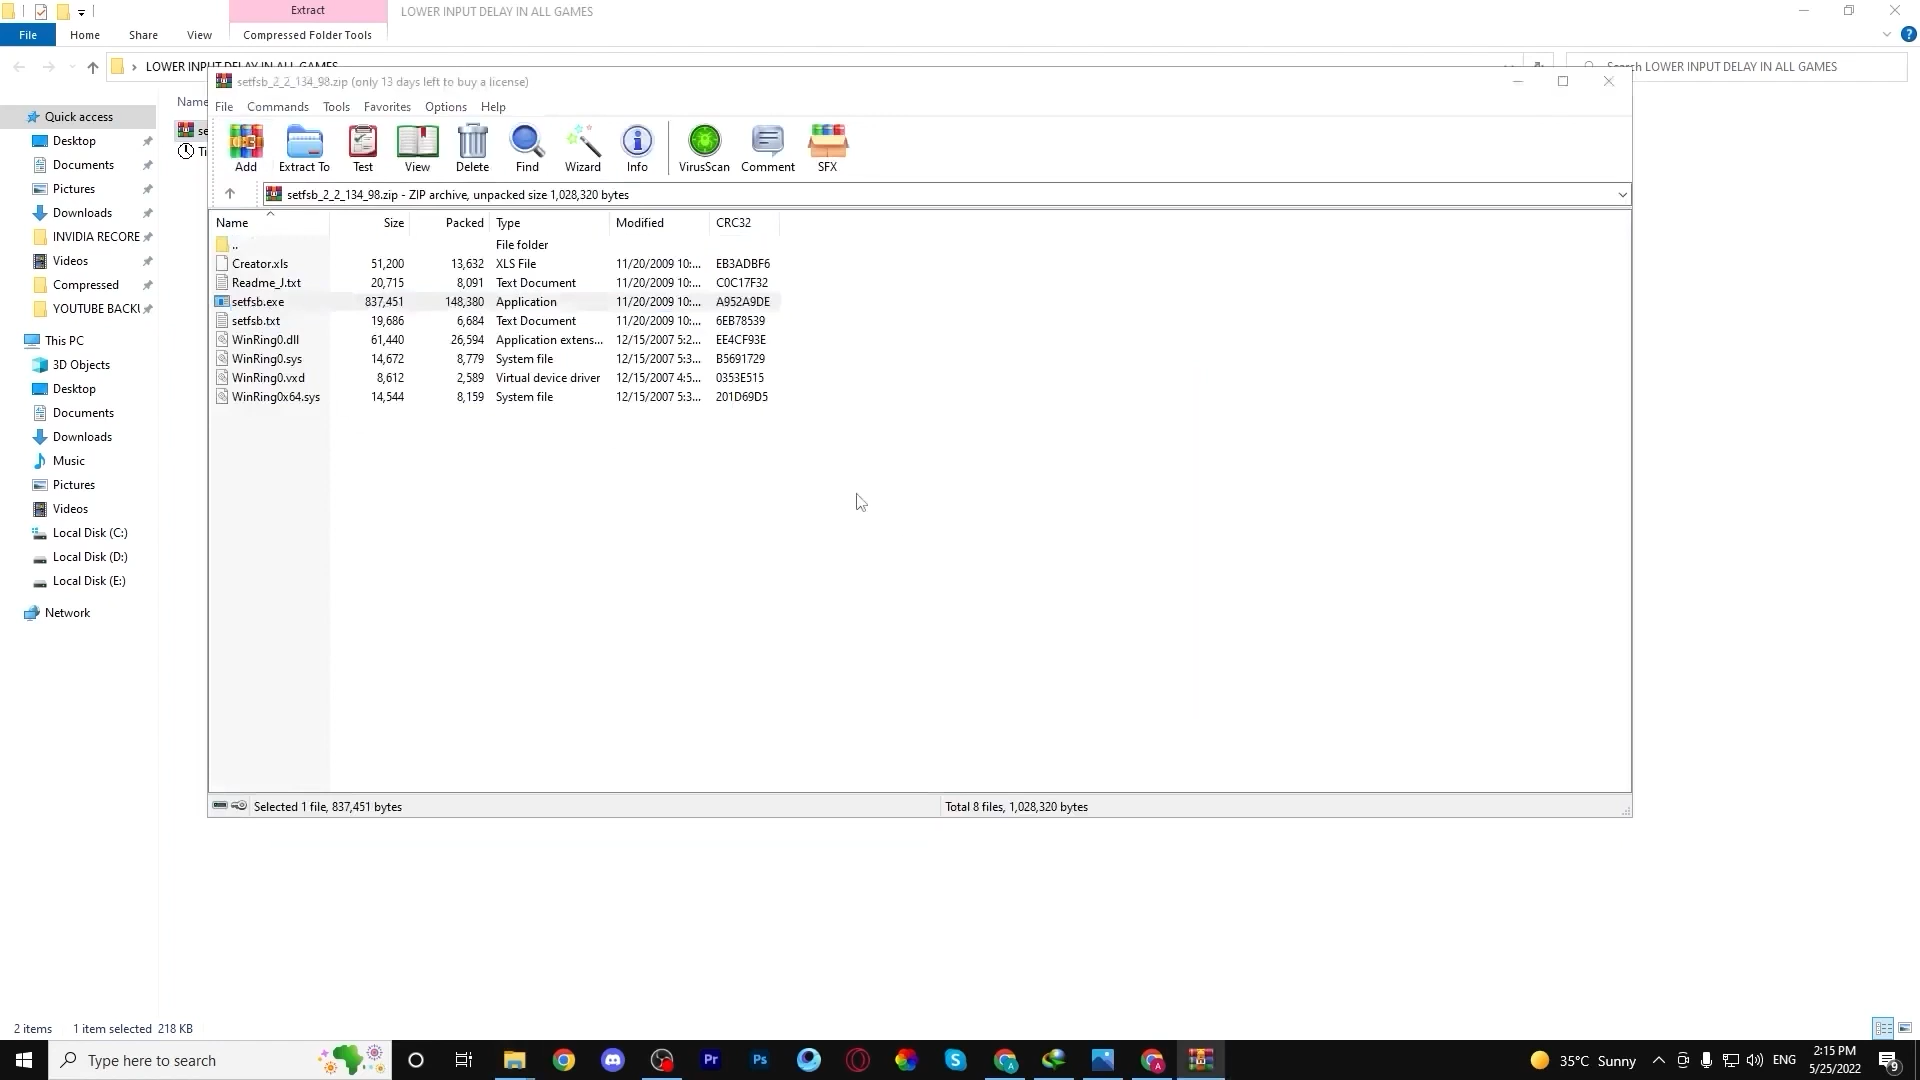 Extract
LOWER INPUT DELAY IN ALL GAMES
File
Home
Share
View
Compressed Folder Tools
LOWER INPUT DELAY IN ALL GAMES
Search LOWER INPUT DELAY IN ALL GAMES
setfsb_2_2_134_98.zip (only 13 days left to buy a license)
File
Commands
Tools
Favorites
Options
Help
Add
Extract To
Test
View
Delete
Find
Wizard
Info
VirusScan
Comment
SFX
setfsb_2_2_134_98.zip - ZIP archive, unpacked size 1,028,320 bytes
Name Size Packed Type Modified CRC32
.. File folder
Creator.xls 51,200 13,632 XLS File 11/20/2009 10:... EB3ADBF6
Readme_J.txt 20,715 8,091 Text Document 11/20/2009 10:... C0C17F32
setfsb.exe 837,451 148,380 Application 11/20/2009 10:... A952A9DE
setfsb.txt 19,686 6,684 Text Document 11/20/2009 10:... 6EB78539
WinRing0.dll 61,440 26,594 Application extens... 12/15/2007 5:2... EE4CF93E
WinRing0.sys 14,672 8,779 System file 12/15/2007 5:3... B5691729
WinRing0.vxd 8,612 2,589 Virtual device driver 12/15/2007 4:5... 0353E515
WinRing0x64.sys 14,544 8,159 System file 12/15/2007 5:3... 201D69D5
Selected 1 file, 837,451 bytes
Total 8 files, 1,028,320 bytes
Name
se
Ti
Quick access
Desktop
Documents
Pictures
Downloads
INVIDIA RECORE
Videos
Compressed
YOUTUBE BACKU
This PC
3D Objects
Desktop
Documents
Downloads
Music
Pictures
Videos
Local Disk (C:)
Local Disk (D:)
Local Disk (E:)
Network
2 items
1 item selected 218 KB
Type here to search
Pr
Ps
35°C Sunny
ENG
2:15 PM
5/25/2022
9